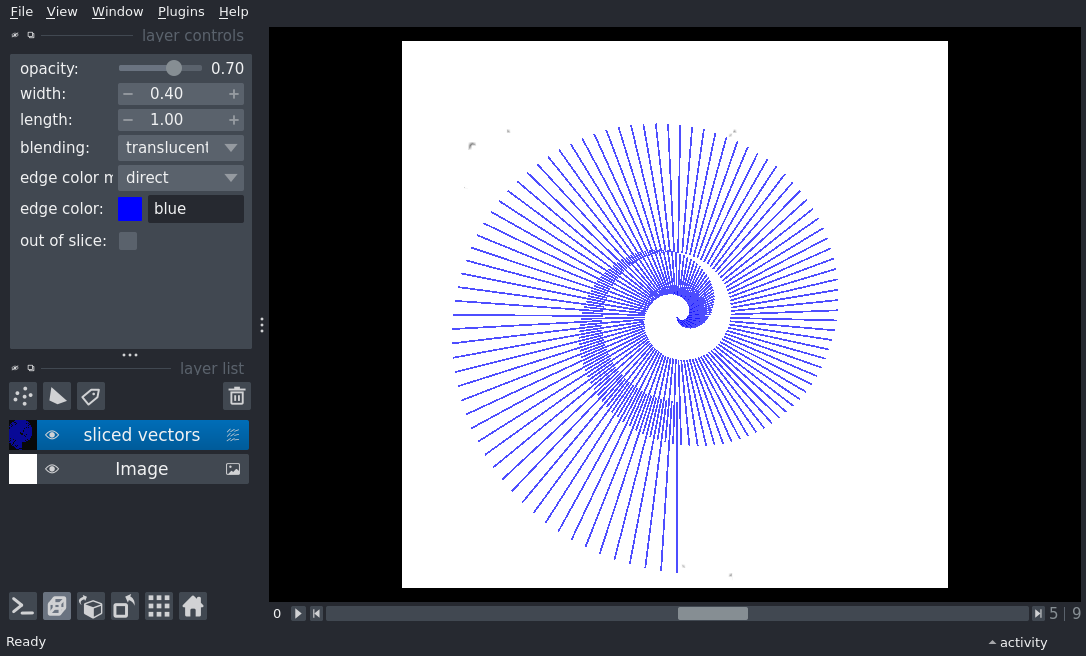 File View Window Plugins Help
layer controls
opacity: 0.70
width: − 0.40 +
length: − 1.00 +
blending: translucent
edge color m direct
edge color: blue
out of slice:
layer list
sliced vectors
Image
0 5 | 9
Ready activity